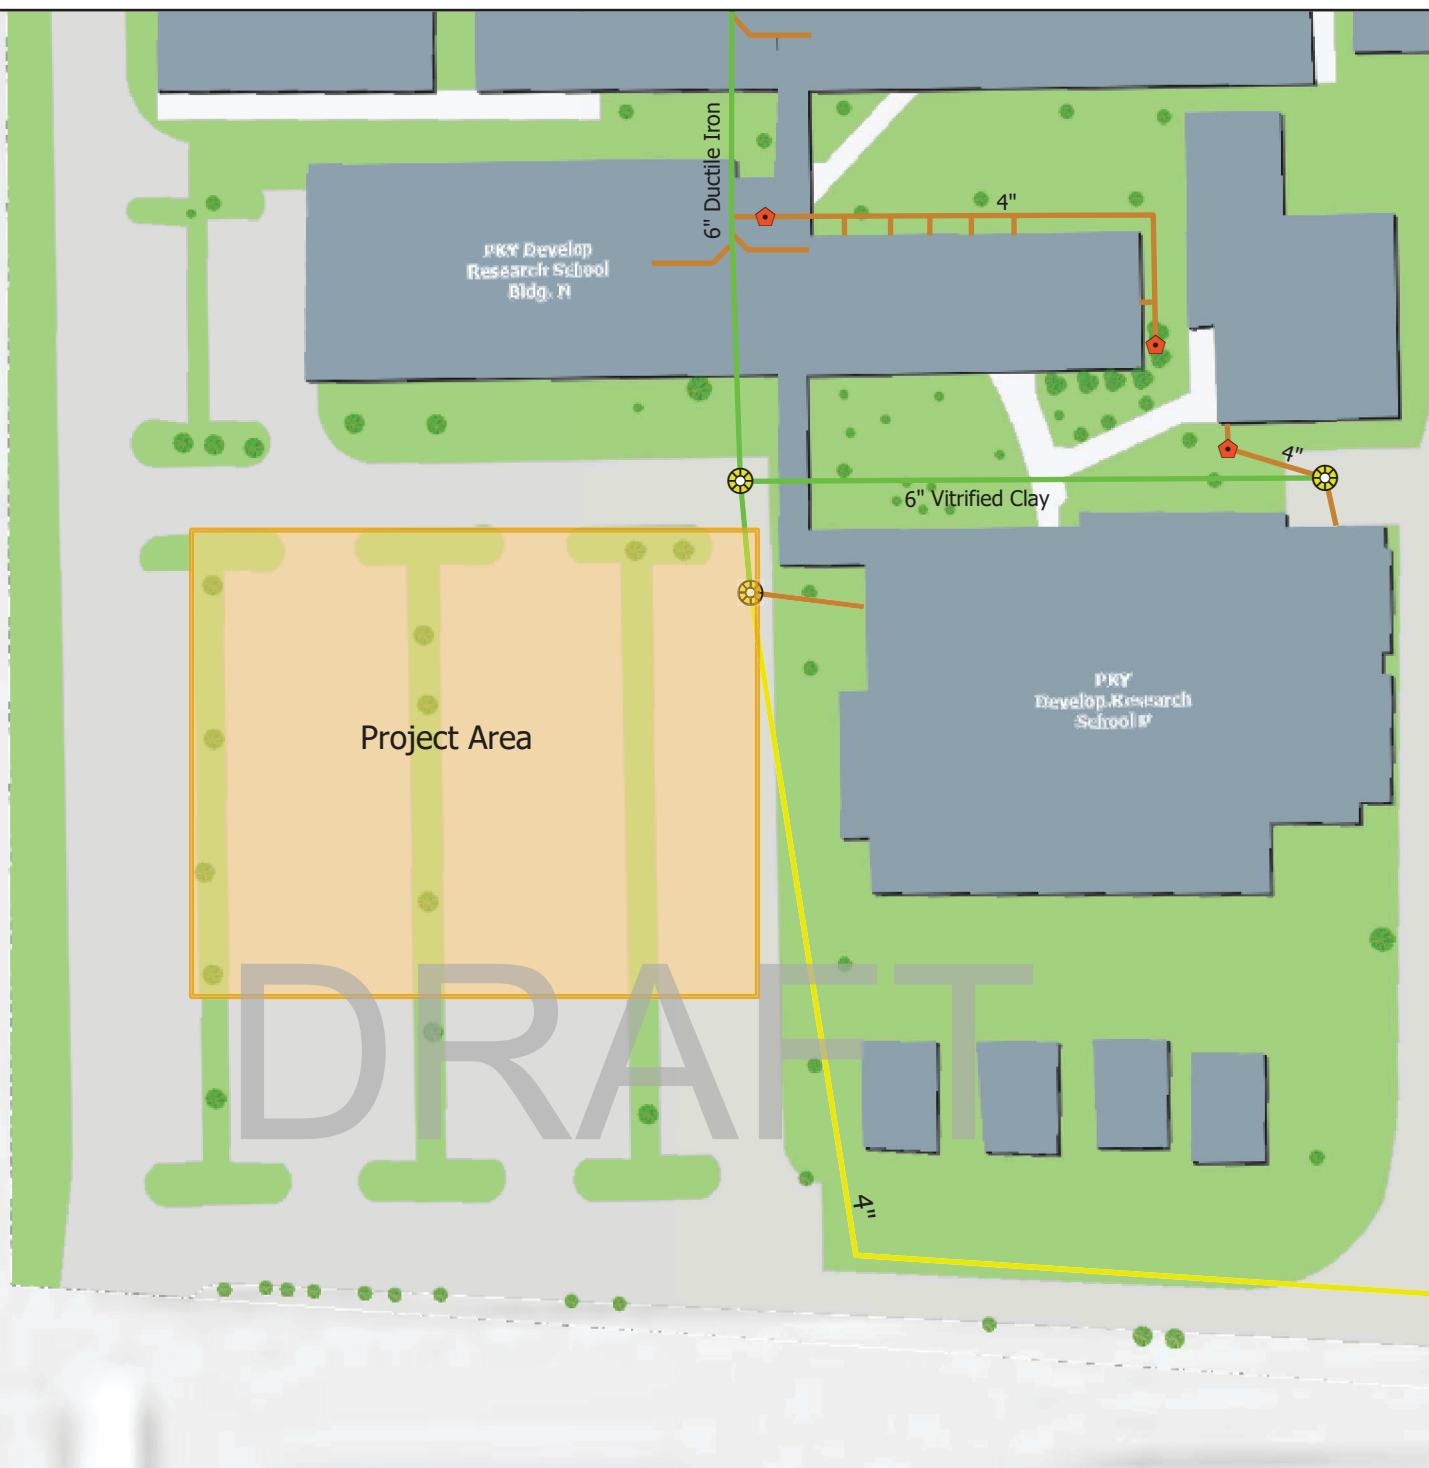 6" Ductile Iron
4"
PKY Develop
Research School
Bldg. N
4"
6" Vitrified Clay
PKY
Develop.Research
School
Project Area
DRAFT
4"